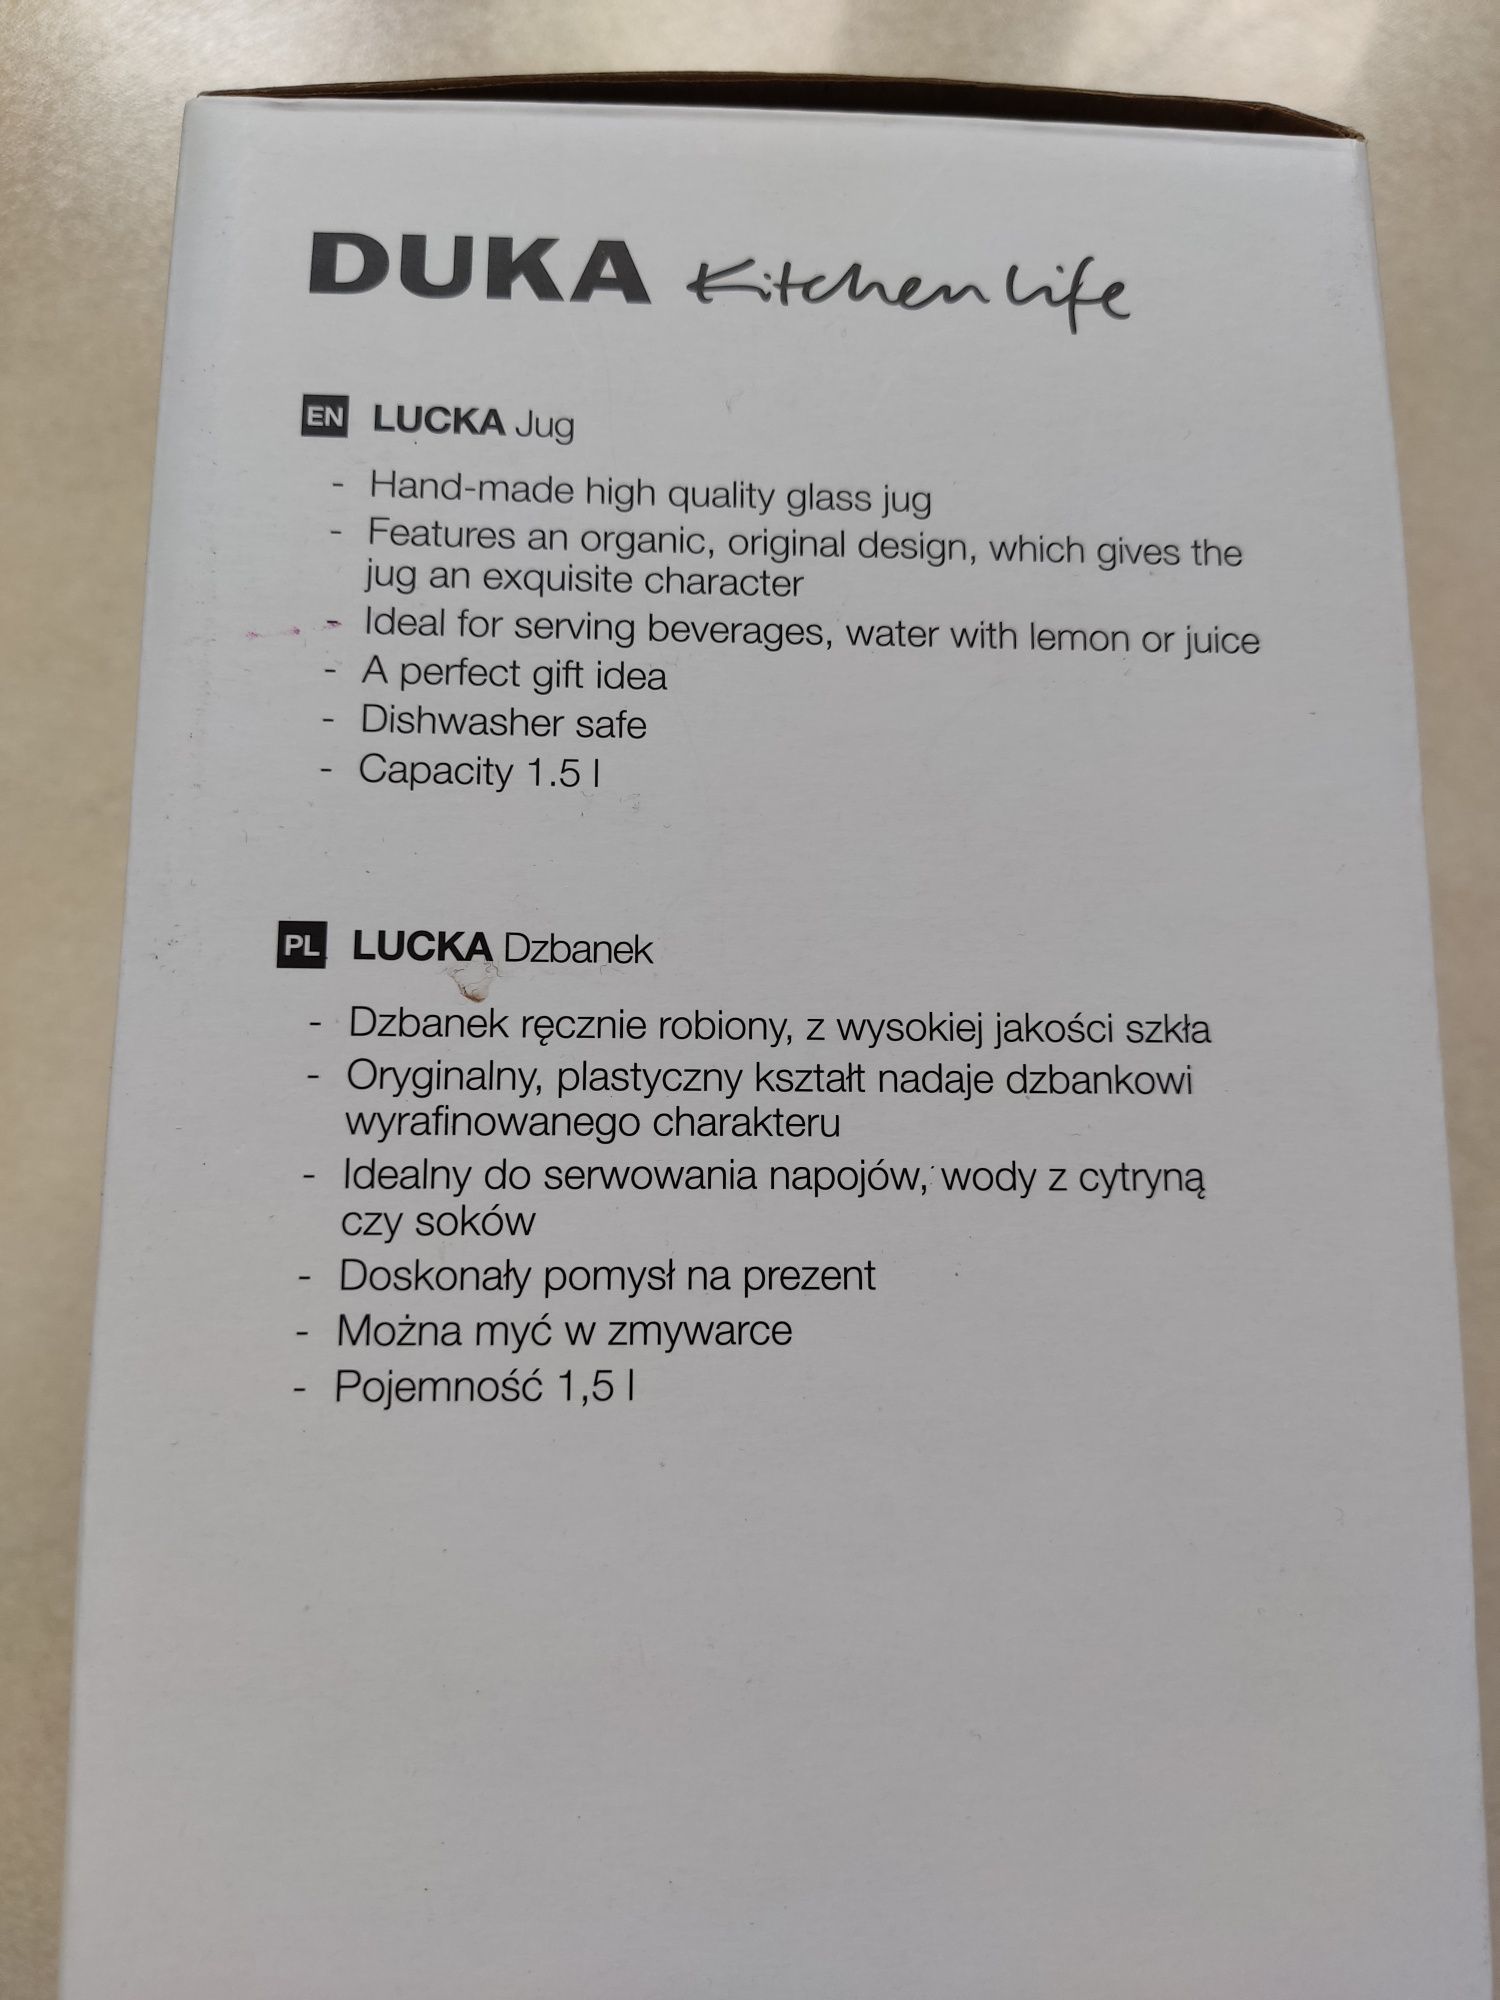 DUKA Kitchen Life
EN LUCKA Jug
- Hand-made high quality glass jug
- Features an organic, original design, which gives the
jug an exquisite character
- Ideal for serving beverages, water with lemon or juice
- A perfect gift idea
- Dishwasher safe
- Capacity 1.5 l
PL LUCKA Dzbanek
- Dzbanek ręcznie robiony, z wysokiej jakości szkła
- Oryginalny, plastyczny kształt nadaje dzbankowi
wyrafinowanego charakteru
- Idealny do serwowania napojów, wody z cytryną
czy soków
- Doskonały pomysł na prezent
- Można myć w zmywarce
- Pojemność 1,5 l